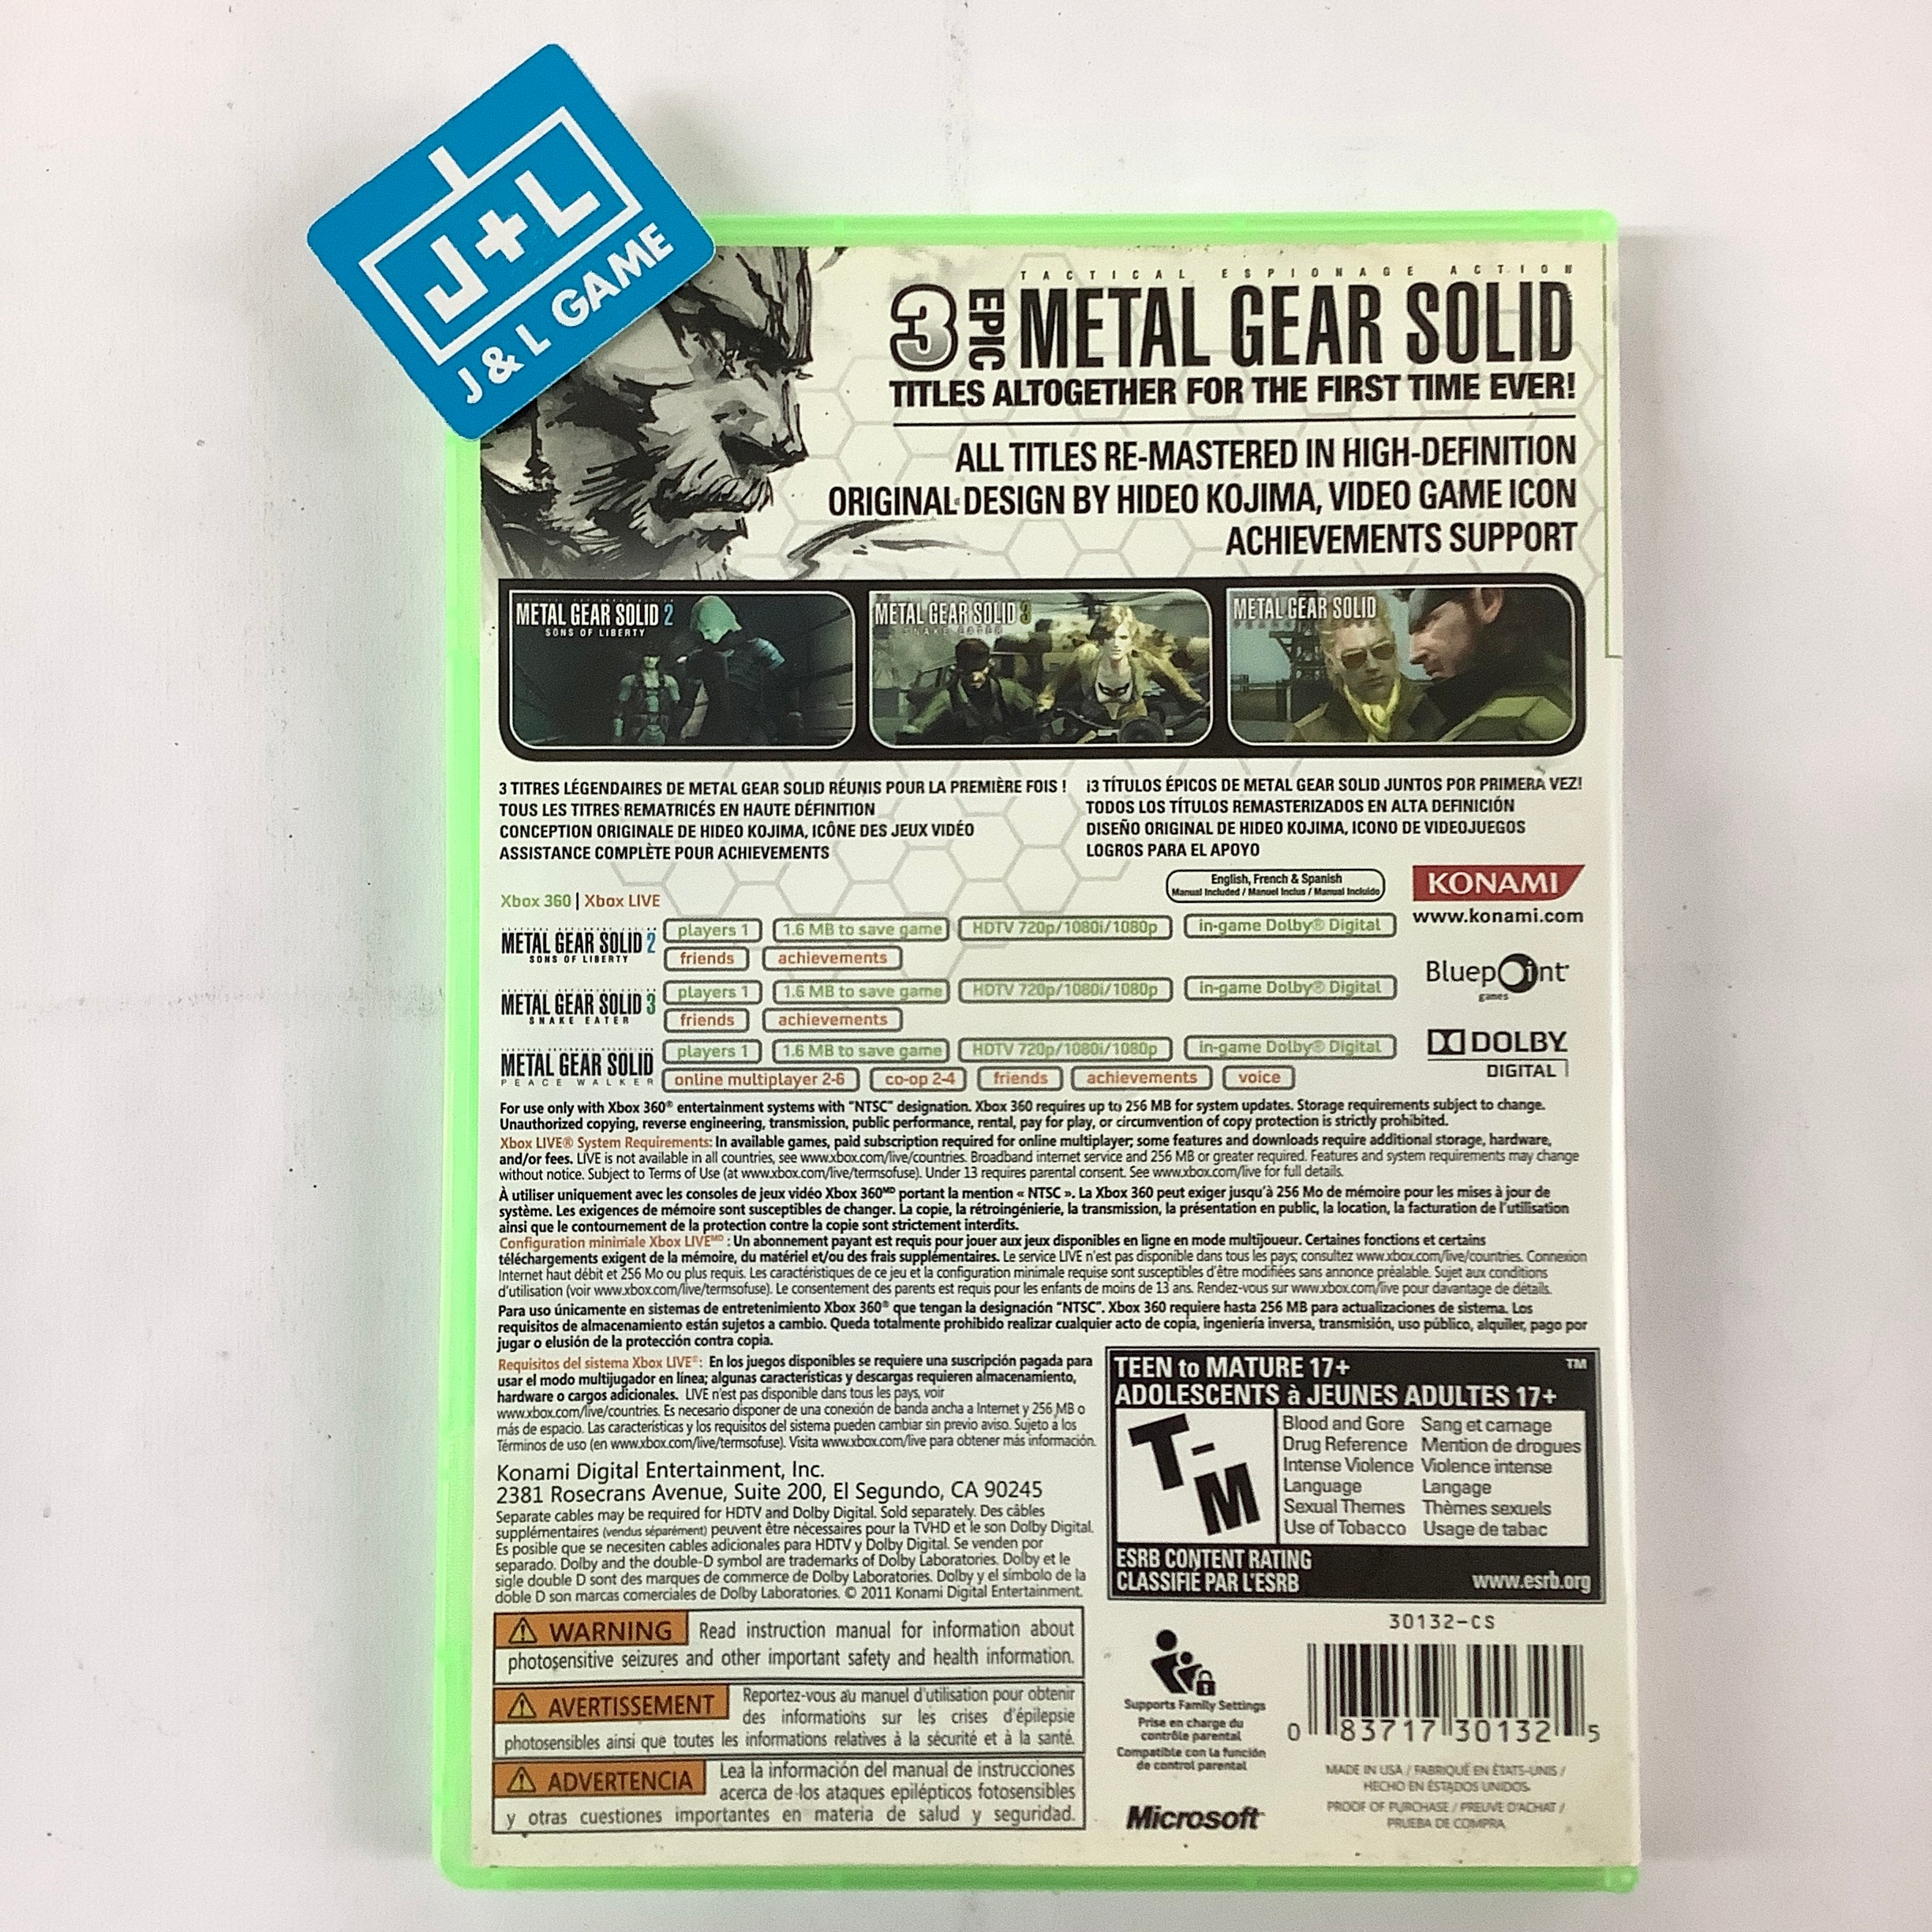 J+L
J & L GAME
TACTICAL ESPIONAGE ACTION
3 EPIC METAL GEAR SOLID
TITLES ALTOGETHER FOR THE FIRST TIME EVER!
ALL TITLES RE-MASTERED IN HIGH-DEFINITION
ORIGINAL DESIGN BY HIDEO KOJIMA, VIDEO GAME ICON
ACHIEVEMENTS SUPPORT
METAL GEAR SOLID 2
SONS OF LIBERTY
METAL GEAR SOLID 3
SNAKE EATER
METAL GEAR SOLID
3 TITRES LÉGENDAIRES DE METAL GEAR SOLID RÉUNIS POUR LA PREMIÈRE FOIS !
TOUS LES TITRES REMATRICÉS EN HAUTE DÉFINITION
CONCEPTION ORIGINALE DE HIDEO KOJIMA, ICÔNE DES JEUX VIDÉO
ASSISTANCE COMPLÈTE POUR ACHIEVEMENTS
¡3 TÍTULOS ÉPICOS DE METAL GEAR SOLID JUNTOS POR PRIMERA VEZ!
TODOS LOS TÍTULOS REMASTERIZADOS EN ALTA DEFINICIÓN
DISEÑO ORIGINAL DE HIDEO KOJIMA, ICONO DE VIDEOJUEGOS
LOGROS PARA EL APOYO
English, French & Spanish
Manual Included / Manuel Inclus / Manual Incluido
KONAMI
www.konami.com
Xbox 360 | Xbox LIVE
METAL GEAR SOLID 2
SONS OF LIBERTY
players 1 1.6 MB to save game HDTV 720p/1080i/1080p in-game Dolby® Digital
friends achievements
Bluepoint
games
METAL GEAR SOLID 3
SNAKE EATER
players 1 1.6 MB to save game HDTV 720p/1080i/1080p in-game Dolby® Digital
friends achievements
DOLBY
DIGITAL
METAL GEAR SOLID
PEACE WALKER
players 1 1.6 MB to save game HDTV 720p/1080i/1080p in-game Dolby® Digital
online multiplayer 2-6 co-op 2-4 friends achievements voice
For use only with Xbox 360® entertainment systems with "NTSC" designation. Xbox 360 requires up to 256 MB for system updates. Storage requirements subject to change.
Unauthorized copying, reverse engineering, transmission, public performance, rental, pay for play, or circumvention of copy protection is strictly prohibited.
Xbox LIVE® System Requirements: In available games, paid subscription required for online multiplayer; some features and downloads require additional storage, hardware,
and/or fees. LIVE is not available in all countries, see www.xbox.com/live/countries. Broadband internet service and 256 MB or greater required. Features and system requirements may change
without notice. Subject to Terms of Use (at www.xbox.com/live/termsofuse). Under 13 requires parental consent. See www.xbox.com/live for full details.
À utiliser uniquement avec les consoles de jeux vidéo Xbox 360MD portant la mention « NTSC ». La Xbox 360 peut exiger jusqu'à 256 Mo de mémoire pour les mises à jour de
système. Les exigences de mémoire sont susceptibles de changer. La copie, la rétroingénierie, la transmission, la présentation en public, la location, la facturation de l'utilisation
ainsi que le contournement de la protection contre la copie sont strictement interdits.
Configuration minimale Xbox LIVEMD : Un abonnement payant est requis pour jouer aux jeux disponibles en ligne en mode multijoueur. Certaines fonctions et certains
téléchargements exigent de la mémoire, du matériel et/ou des frais supplémentaires. Le service LIVE n'est pas disponible dans tous les pays; consultez www.xbox.com/live/countries. Connexion
Internet haut débit et 256 Mo ou plus requis. Les caractéristiques de ce jeu et la configuration minimale requise sont susceptibles d'être modifiées sans annonce préalable. Sujet aux conditions
d'utilisation (voir www.xbox.com/live/termsofuse). Le consentement des parents est requis pour les enfants de moins de 13 ans. Rendez-vous sur www.xbox.com/live pour davantage de détails.
Para uso únicamente en sistemas de entretenimiento Xbox 360® que tengan la designación "NTSC". Xbox 360 requiere hasta 256 MB para actualizaciones de sistema. Los
requisitos de almacenamiento están sujetos a cambio. Queda totalmente prohibido realizar cualquier acto de copia, ingeniería inversa, transmisión, uso público, alquiler, pago por
jugar o elusión de la protección contra copia.
Requisitos del sistema Xbox LIVE®: En los juegos disponibles se requiere una suscripción pagada para
usar el modo multijugador en línea; algunas características y descargas requieren almacenamiento,
hardware o cargos adicionales. LIVE n'est pas disponible dans tous les pays, voir
www.xbox.com/live/countries. Es necesario disponer de una conexión de banda ancha a Internet y 256 MB o
más de espacio. Las características y los requisitos del sistema pueden cambiar sin previo aviso. Sujeto a los
Términos de uso (en www.xbox.com/live/termsofuse). Visita www.xbox.com/live para obtener más información.
Konami Digital Entertainment, Inc.
2381 Rosecrans Avenue, Suite 200, El Segundo, CA 90245
Separate cables may be required for HDTV and Dolby Digital. Sold separately. Des câbles
supplémentaires (vendus séparément) peuvent être nécessaires pour la TVHD et le son Dolby Digital.
Es posible que se necesiten cables adicionales para HDTV y Dolby Digital. Se venden por
separado. Dolby and the double-D symbol are trademarks of Dolby Laboratories. Dolby et le
sigle double D sont des marques de commerce de Dolby Laboratories. Dolby y el símbolo de la
doble D son marcas comerciales de Dolby Laboratories. © 2011 Konami Digital Entertainment.
TEEN to MATURE 17+ ™
ADOLESCENTS à JEUNES ADULTES 17+
T-M
Blood and Gore Sang et carnage
Drug Reference Mention de drogues
Intense Violence Violence intense
Language Langage
Sexual Themes Thèmes sexuels
Use of Tobacco Usage de tabac
ESRB CONTENT RATING
CLASSIFIÉ PAR L'ESRB www.esrb.org
WARNING Read instruction manual for information about
photosensitive seizures and other important safety and health information.
AVERTISSEMENT Reportez-vous au manuel d'utilisation pour obtenir
des informations sur les crises d'épilepsie
photosensibles ainsi que toutes les informations relatives à la sécurité et à la santé.
ADVERTENCIA Lea la información del manual de instrucciones
acerca de los ataques epilépticos fotosensibles
y otras cuestiones importantes en materia de salud y seguridad.
Supports Family Settings
Prise en charge du
contrôle parental
Compatible con la función
de control parental
Microsoft
30132-CS
0 83717 30132 5
MADE IN USA / FABRIQUÉ EN ÉTATS-UNIS /
HECHO EN ESTADOS UNIDOS
PROOF OF PURCHASE / PREUVE D'ACHAT /
PRUEBA DE COMPRA